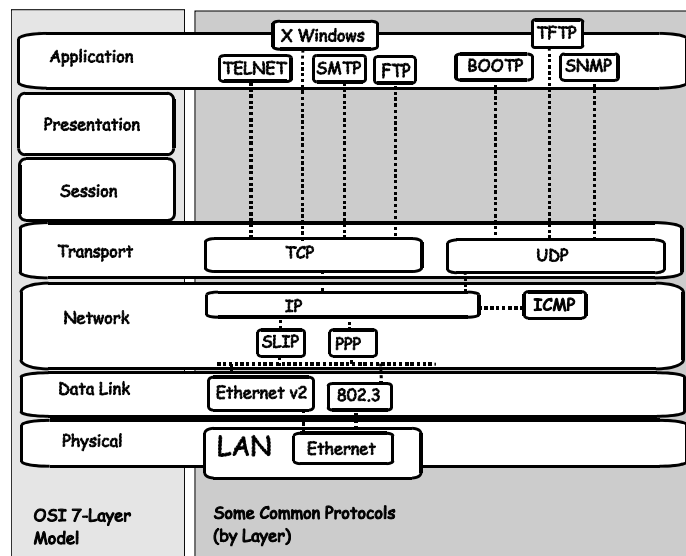 X Windows
TFTP
Application
TELNET
SMTP
FTP
BOOTP
SNMP
Presentation
Session
Transport
TCP
UDP
Network
IP
ICMP
SLIP
PPP
Data Link
Ethernet v2
802.3
Physical
LAN
Ethernet
OSI 7-Layer
Model
Some Common Protocols
(by Layer)